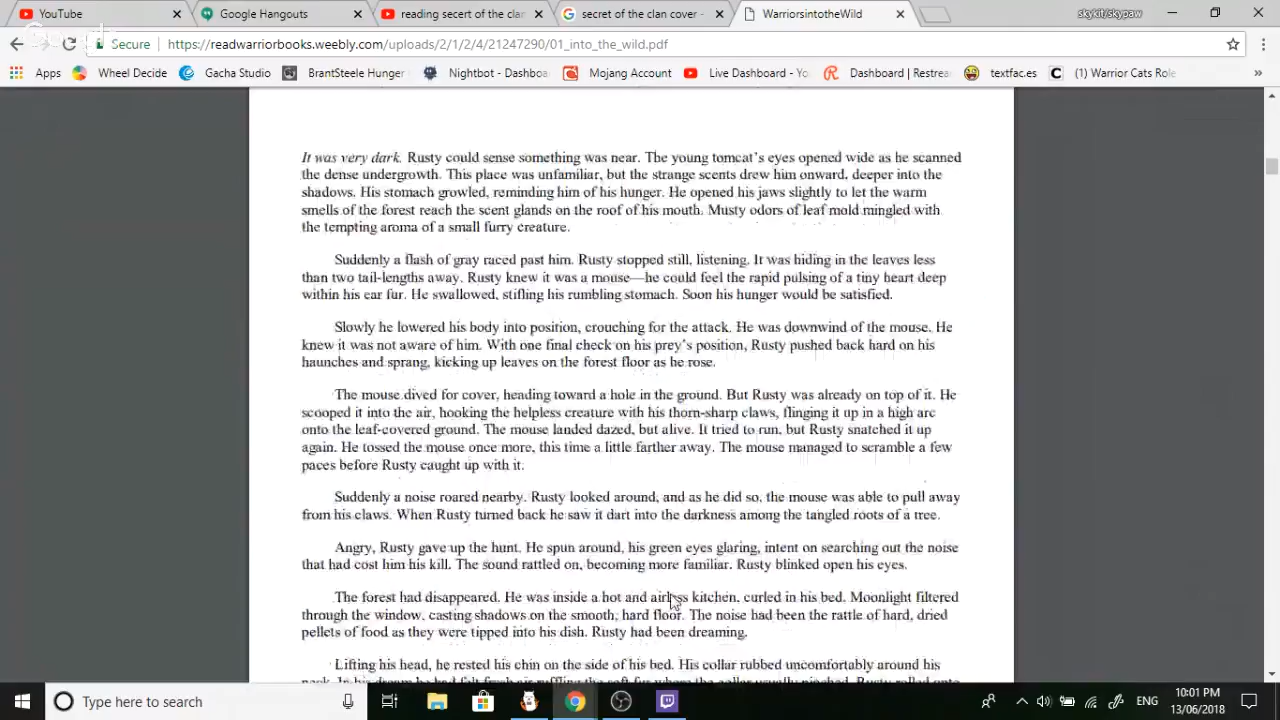 YouTube
Google Hangouts
reading secert of the clan
secret of the clan cover -
WarriorsintotheWild
skykit/skypaw
Secure
https://readwarriorbooks.weebly.com/uploads/2/1/2/4/21247290/01_into_the_wild.pdf
Apps
Wheel Decide
Gacha Studio
BrantSteele Hunger
Nightbot - Dashboa
Mojang Account
Live Dashboard - Yo
Dashboard | Restrea
textfac.es
(1) Warrior Cats Role
It was very dark. Rusty could sense something was near. The young tomcat's eyes opened wide as he scanned
the dense undergrowth. This place was unfamiliar, but the strange scents drew him onward, deeper into the
shadows. His stomach growled, reminding him of his hunger. He opened his jaws slightly to let the warm
smells of the forest reach the scent glands on the roof of his mouth. Musty odors of leaf mold mingled with
the tempting aroma of a small furry creature.
Suddenly a flash of gray raced past him. Rusty stopped still, listening. It was hiding in the leaves less
than two tail-lengths away. Rusty knew it was a mouse—he could feel the rapid pulsing of a tiny heart deep
within his ear fur. He swallowed, stifling his rumbling stomach. Soon his hunger would be satisfied.
Slowly he lowered his body into position, crouching for the attack. He was downwind of the mouse. He
knew it was not aware of him. With one final check on his prey's position, Rusty pushed back hard on his
haunches and sprang, kicking up leaves on the forest floor as he rose.
The mouse dived for cover, heading toward a hole in the ground. But Rusty was already on top of it. He
scooped it into the air, hooking the helpless creature with his thorn-sharp claws, flinging it up in a high arc
onto the leaf-covered ground. The mouse landed dazed, but alive. It tried to run, but Rusty snatched it up
again. He tossed the mouse once more, this time a little farther away. The mouse managed to scramble a few
paces before Rusty caught up with it.
Suddenly a noise roared nearby. Rusty looked around, and as he did so, the mouse was able to pull away
from his claws. When Rusty turned back he saw it dart into the darkness among the tangled roots of a tree.
Angry, Rusty gave up the hunt. He spun around, his green eyes glaring, intent on searching out the noise
that had cost him his kill. The sound rattled on, becoming more familiar. Rusty blinked open his eyes.
The forest had disappeared. He was inside a hot and airless kitchen, curled in his bed. Moonlight filtered
through the window, casting shadows on the smooth, hard floor. The noise had been the rattle of hard, dried
pellets of food as they were tipped into his dish. Rusty had been dreaming.
Lifting his head, he rested his chin on the side of his bed. His collar rubbed uncomfortably around his
neck. In his dream he had felt fresh air ruffling the soft fur where the collar usually pinched. Rusty rolled onto
Type here to search
ENG
10:01 PM
13/06/2018